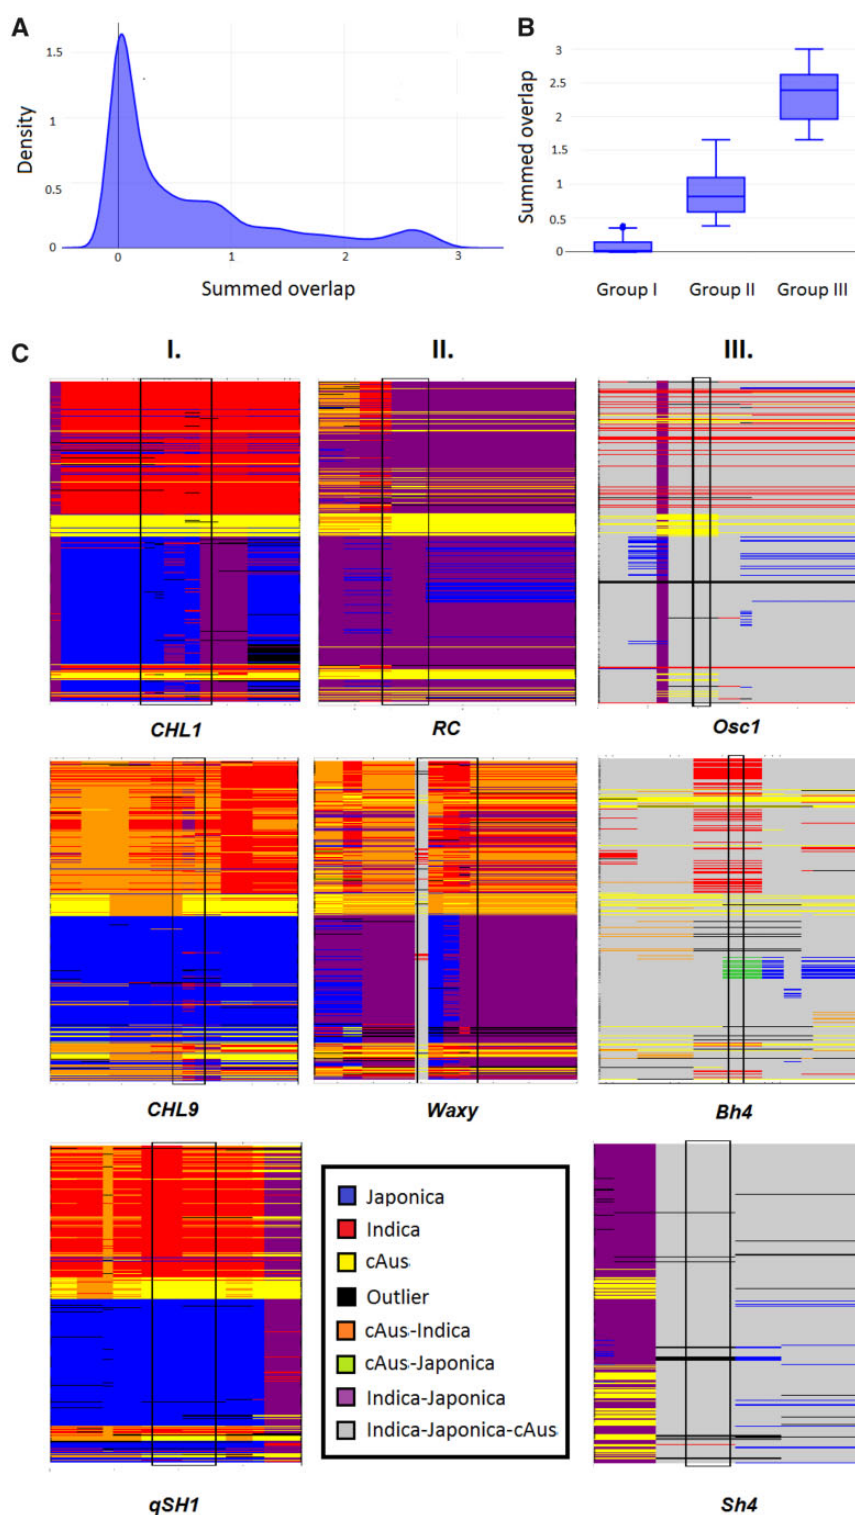 A
B
1.5
1
0.5
0
Density
0
1
2
3
Summed overlap
3
2.5
2
1.5
1
0.5
0
Summed overlap
Group I
Group II
Group III
C
I.
II.
III.
CHL1
RC
Osc1
CHL9
Waxy
Bh4
Japonica
Indica
cAus
Outlier
cAus-Indica
cAus-Japonica
Indica-Japonica
Indica-Japonica-cAus
qSH1
Sh4